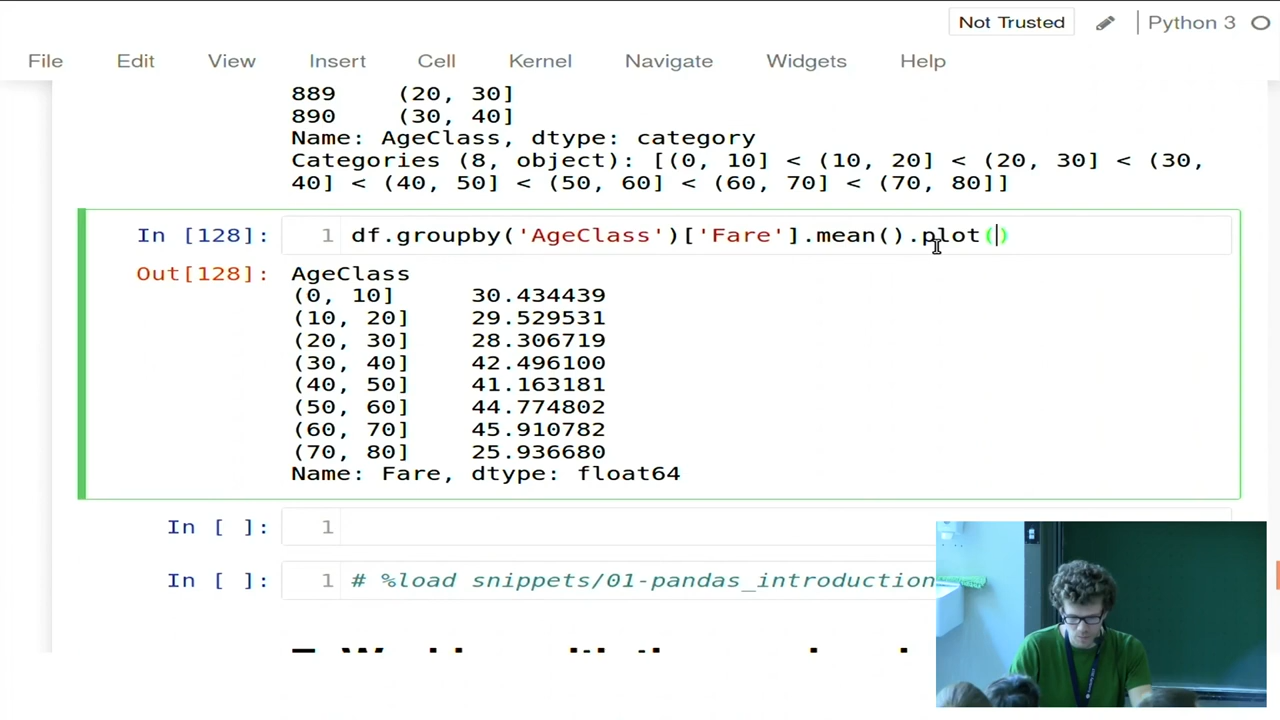 Not Trusted
Python 3
File Edit View Insert Cell Kernel Navigate Widgets Help
889 (20, 30]
890 (30, 40]
Name: AgeClass, dtype: category
Categories (8, object): [(0, 10] < (10, 20] < (20, 30] < (30,
40] < (40, 50] < (50, 60] < (60, 70] < (70, 80]]
In [128]: 1 df.groupby('AgeClass')['Fare'].mean().plot()
Out[128]: AgeClass
(0, 10] 30.434439
(10, 20] 29.529531
(20, 30] 28.306719
(30, 40] 42.496100
(40, 50] 41.163181
(50, 60] 44.774802
(60, 70] 45.910782
(70, 80] 25.936680
Name: Fare, dtype: float64
In [ ]: 1
In [ ]: 1 # %load snippets/01-pandas_introduction